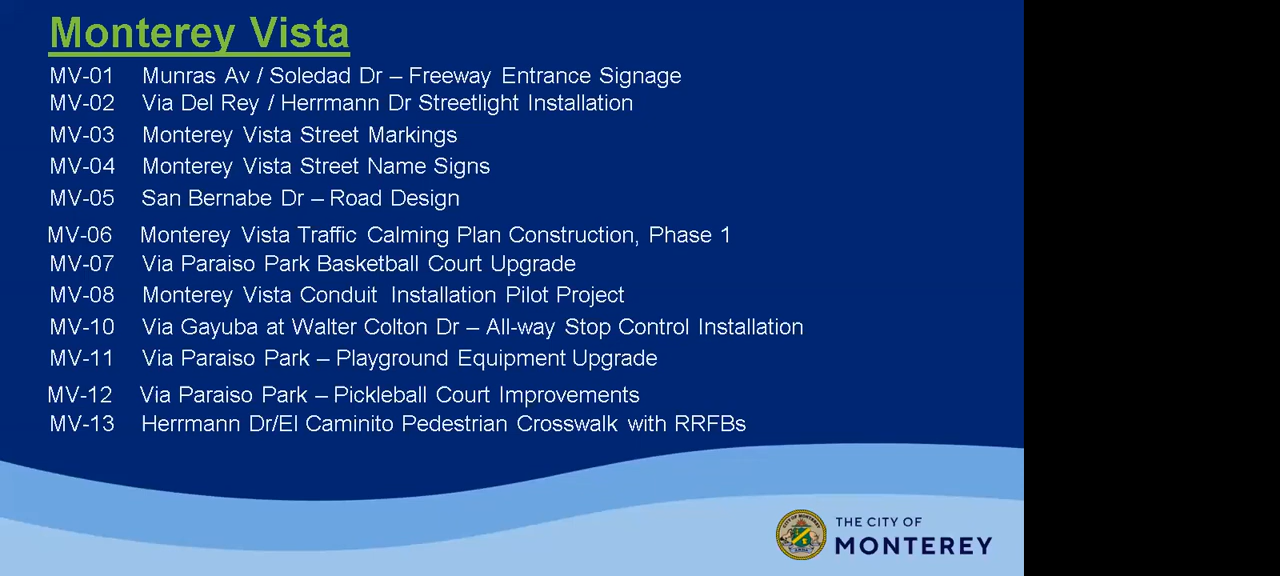 Monterey Vista
MV-01 Munras Av / Soledad Dr – Freeway Entrance Signage
MV-02 Via Del Rey / Herrmann Dr Streetlight Installation
MV-03 Monterey Vista Street Markings
MV-04 Monterey Vista Street Name Signs
MV-05 San Bernabe Dr – Road Design
MV-06 Monterey Vista Traffic Calming Plan Construction, Phase 1
MV-07 Via Paraiso Park Basketball Court Upgrade
MV-08 Monterey Vista Conduit Installation Pilot Project
MV-10 Via Gayuba at Walter Colton Dr – All-way Stop Control Installation
MV-11 Via Paraiso Park – Playground Equipment Upgrade
MV-12 Via Paraiso Park – Pickleball Court Improvements
MV-13 Herrmann Dr/El Caminito Pedestrian Crosswalk with RRFBs
THE CITY OF
MONTEREY